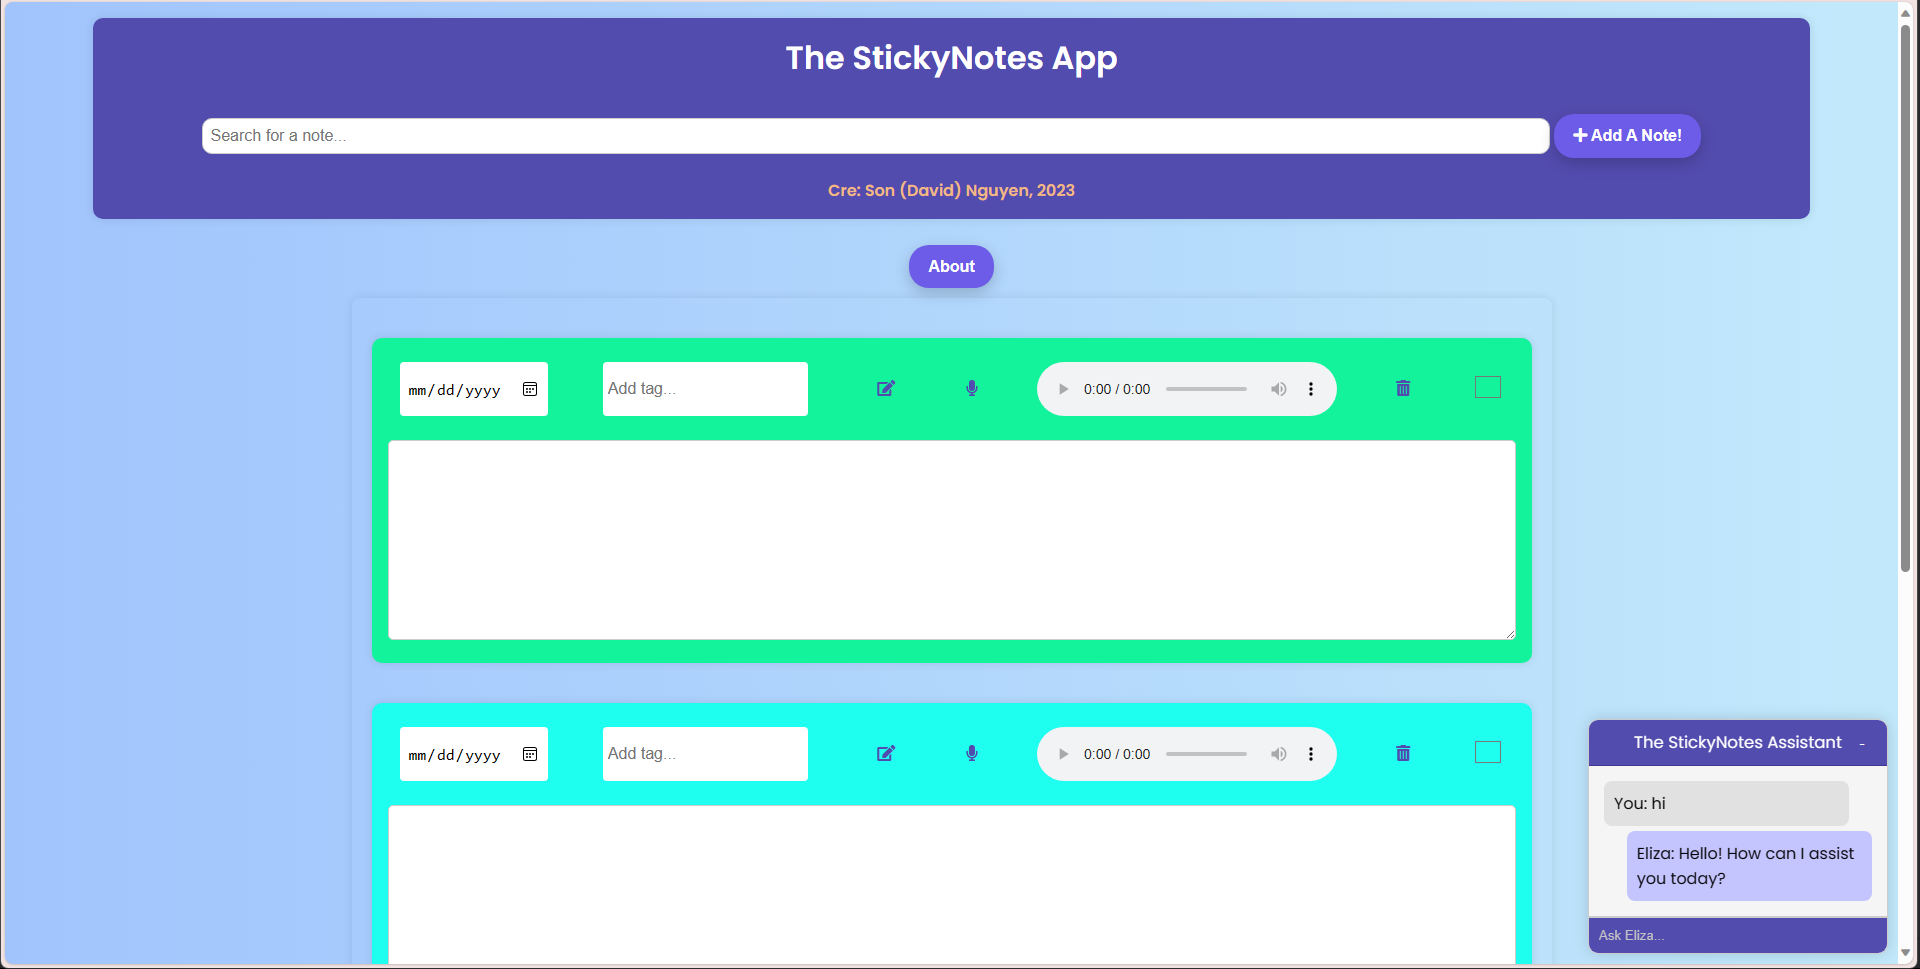 The StickyNotes App
Search for a note...
Add A Note!
Cre: Son (David) Nguyen, 2023
About
mm/dd/yyyy
Add tag...
0:00 / 0:00
mm/dd/yyyy
Add tag...
0:00 / 0:00
The StickyNotes Assistant -
You: hi
Eliza: Hello! How can I assist
you today?
Ask Eliza...